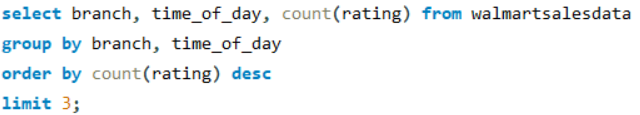 select branch, time_of_day, count(rating) from walmartsalesdata
group by branch, time_of_day
order by count(rating) desc
limit 3;